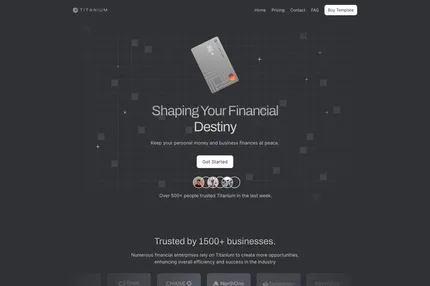 TITANIUM
Home Pricing Contact FAQ Buy Template
Shaping Your Financial
Destiny
Keep your personal money and business finances at peace.
Get Started
Over 500+ people trusted Titanium in the last week.
Trusted by 1500+ businesses.
Numerous financial enterprises rely on Titanium to create more opportunities,
enhancing overall efficiency and success in the industry
CHASE NorthOne